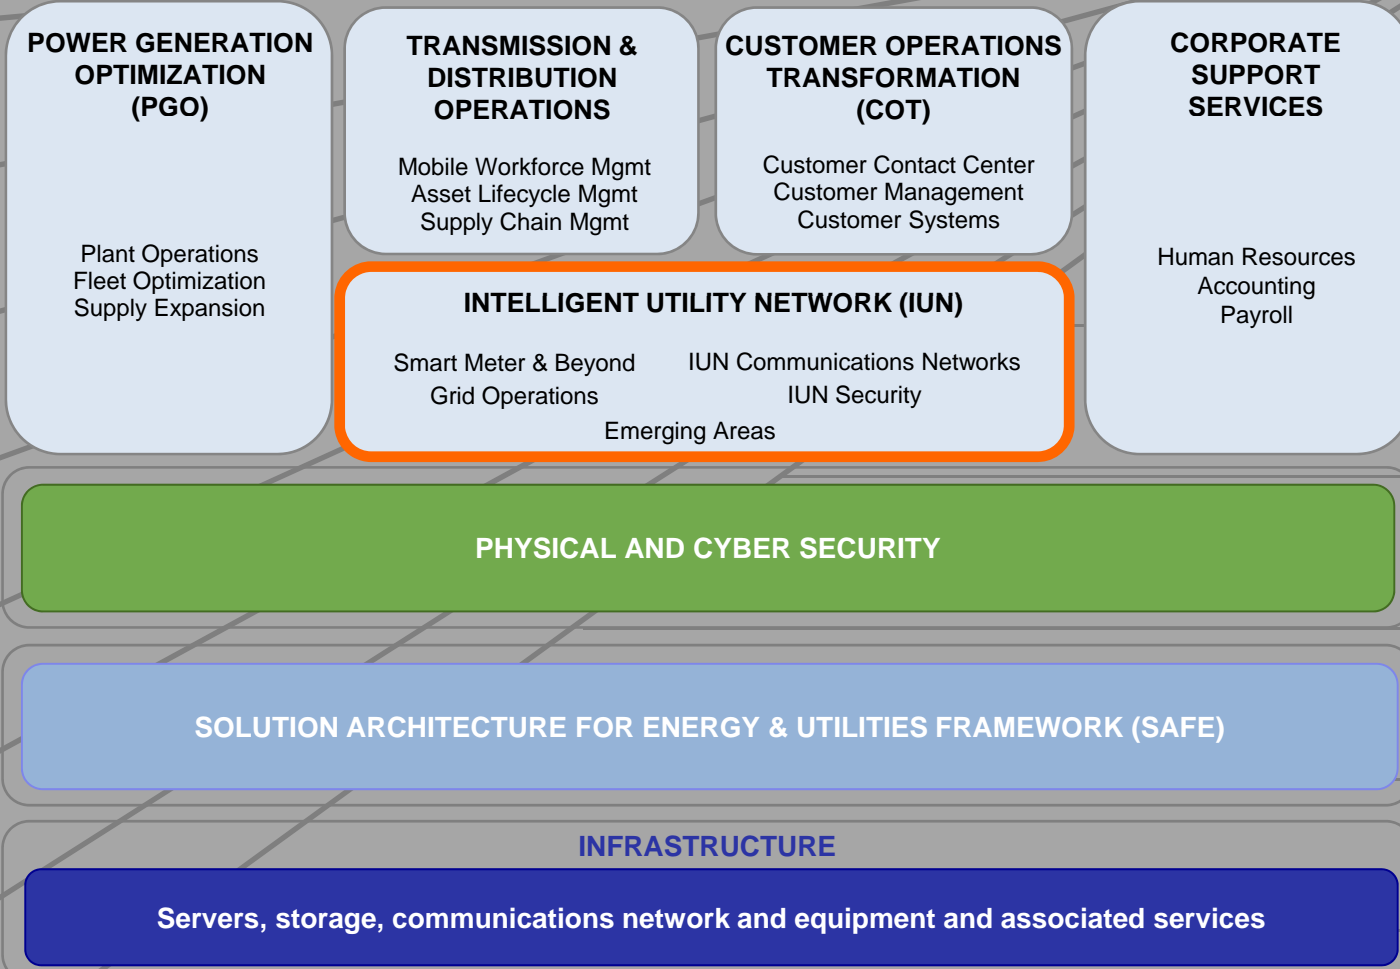 POWER GENERATION
OPTIMIZATION
(PGO)
Plant Operations
Fleet Optimization
Supply Expansion
TRANSMISSION &
DISTRIBUTION
OPERATIONS
Mobile Workforce Mgmt
Asset Lifecycle Mgmt
Supply Chain Mgmt
CUSTOMER OPERATIONS
TRANSFORMATION
(COT)
Customer Contact Center
Customer Management
Customer Systems
CORPORATE
SUPPORT
SERVICES
Human Resources
Accounting
Payroll
INTELLIGENT UTILITY NETWORK (IUN)
Smart Meter & Beyond
Grid Operations
IUN Communications Networks
IUN Security
Emerging Areas
PHYSICAL AND CYBER SECURITY
SOLUTION ARCHITECTURE FOR ENERGY & UTILITIES FRAMEWORK (SAFE)
INFRASTRUCTURE
Servers, storage, communications network and equipment and associated services